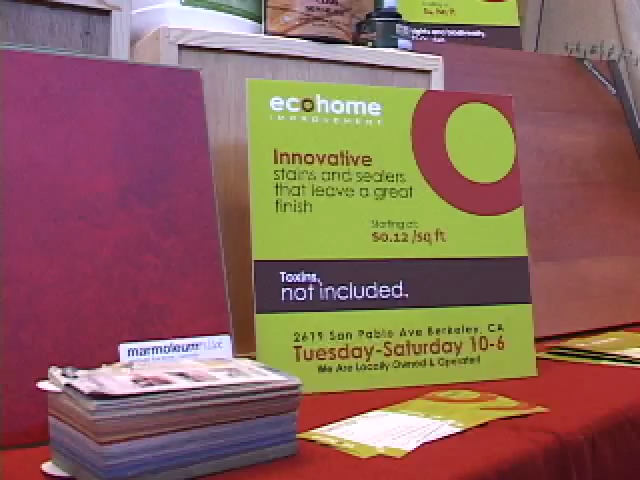 ecohome
IMPROVEMENT
Innovative
stains and sealers
that leave a great
finish
Starting at:
$0.12 /sq ft
Toxins,
not included.
2619 San Pablo Ave Berkeley, CA
Tuesday-Saturday 10-6
We Are Locally Owned & Operated
marmoleum